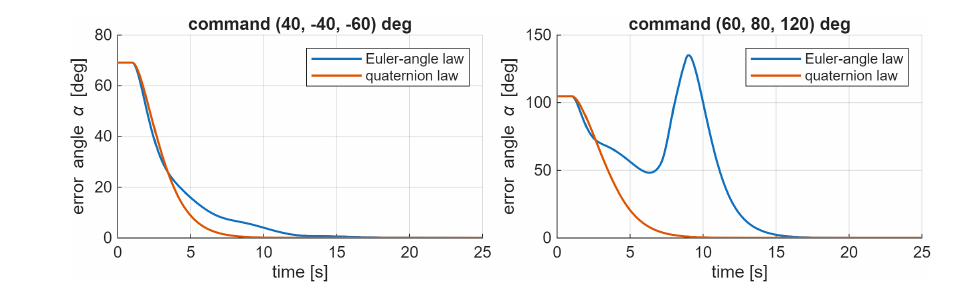 command (40, -40, -60) deg
error angle α [deg]
80
60
40
20
0
Euler-angle law
quaternion law
0 5 10 15 20 25
time [s]
command (60, 80, 120) deg
error angle α [deg]
150
100
50
0
Euler-angle law
quaternion law
0 5 10 15 20 25
time [s]